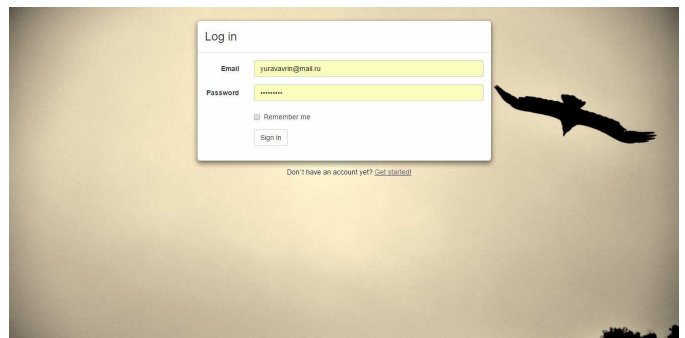 Log in
Email yuravavrin@mail.ru
Password •••••••••
Remember me
Sign in
Don't have an account yet? Get started!